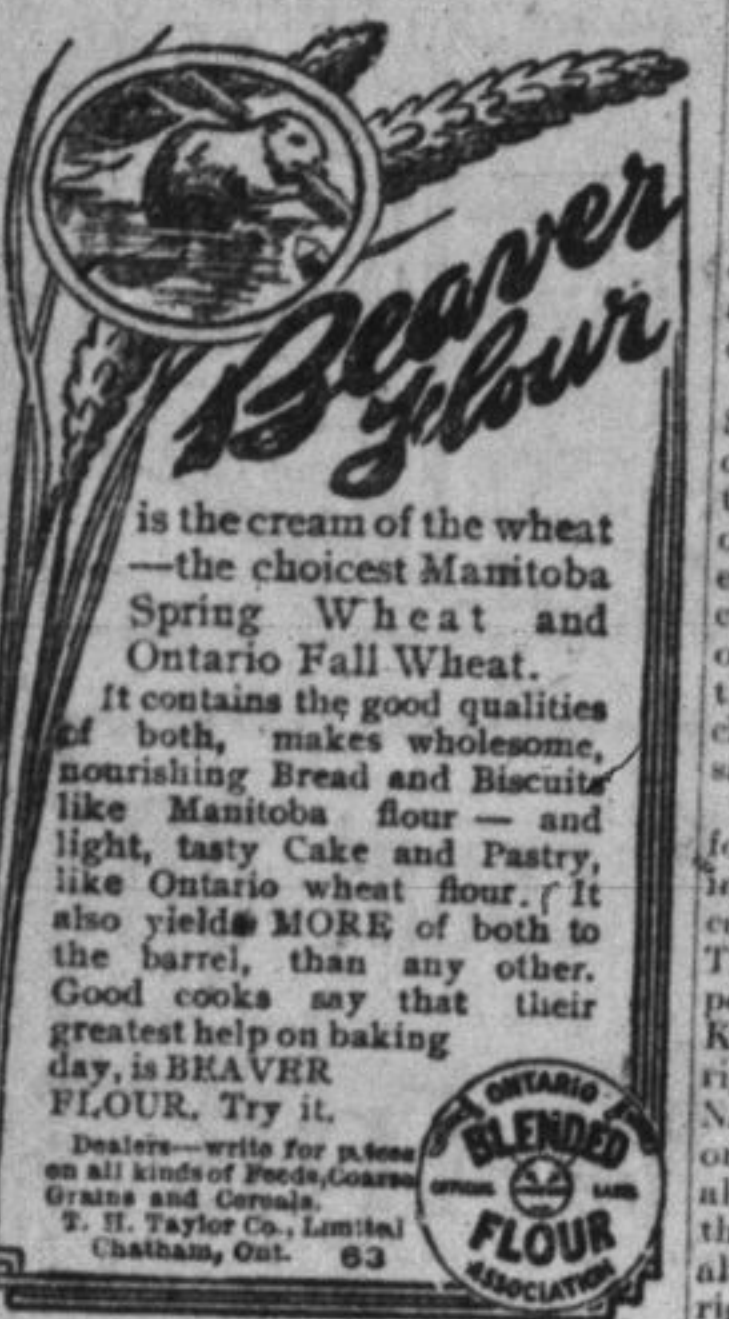 Beaver
Flour
is the cream of the wheat
—the choicest Manitoba
Spring Wheat and
Ontario Fall Wheat.
It contains the good qualities
of both, makes wholesome,
nourishing Bread and Biscuits
like Manitoba flour — and
light, tasty Cake and Pastry,
like Ontario wheat flour. It
also yields MORE of both to
the barrel, than any other.
Good cooks say that their
greatest help on baking
day, is BEAVER
FLOUR. Try it.
Dealers—write for prices
on all kinds of Feeds, Coarse
Grains and Cereals.
T. H. Taylor Co., Limited
Chatham, Ont. 63
ONTARIO
BLENDED
OFFICIAL LABEL
FLOUR
ASSOCIATION